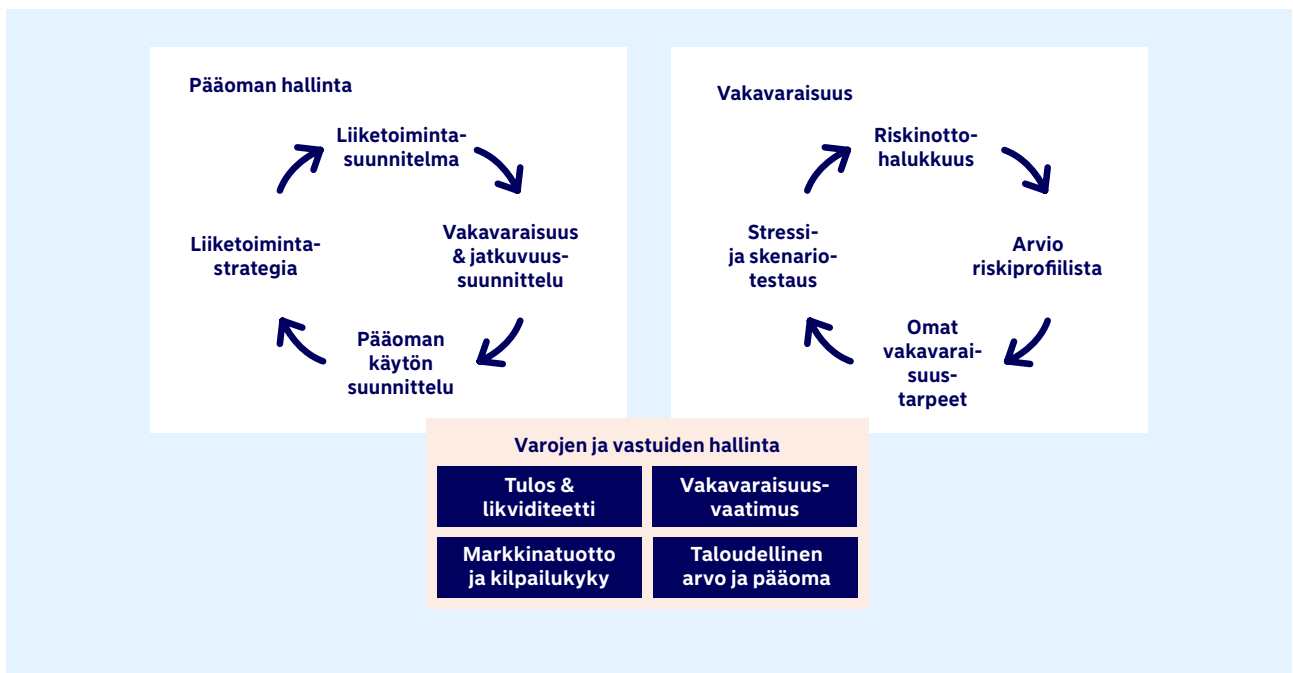 Pääoman hallinta
Liiketoiminta-
suunnitelma
Vakavaraisuus
& jatkuvuus-
suunnittelu
Pääoman
käytön
suunnittelu
Liiketoiminta-
strategia
Vakavaraisuus
Riskinotto-
halukkuus
Arvio
riskiprofiilista
Omat
vakavarai-
suus-
tarpeet
Stressi-
ja skenario-
testaus
Varojen ja vastuiden hallinta
Tulos &
likviditeetti
Vakavaraisuus-
vaatimus
Markkinatuotto
ja kilpailukyky
Taloudellinen
arvo ja pääoma